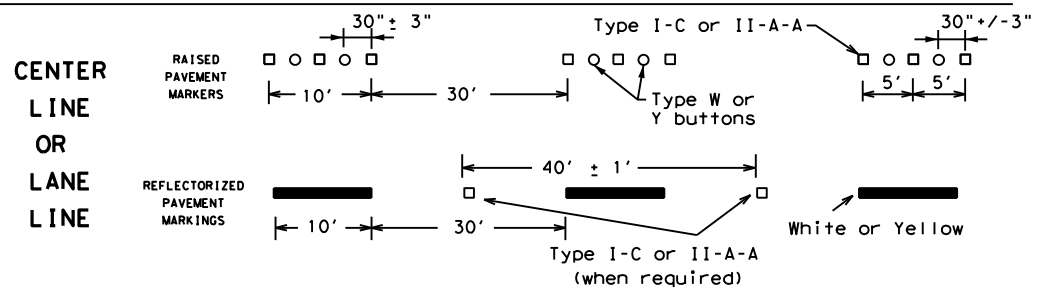 CENTER
LINE
OR
LANE
LINE
RAISED
PAVEMENT
MARKERS
30"± 3"
10'
30'
Type I-C or II-A-A
Type W or
Y buttons
30"+/-3"
5'
5'
REFLECTORIZED
PAVEMENT
MARKINGS
40' ± 1'
10'
30'
Type I-C or II-A-A
(when required)
White or Yellow